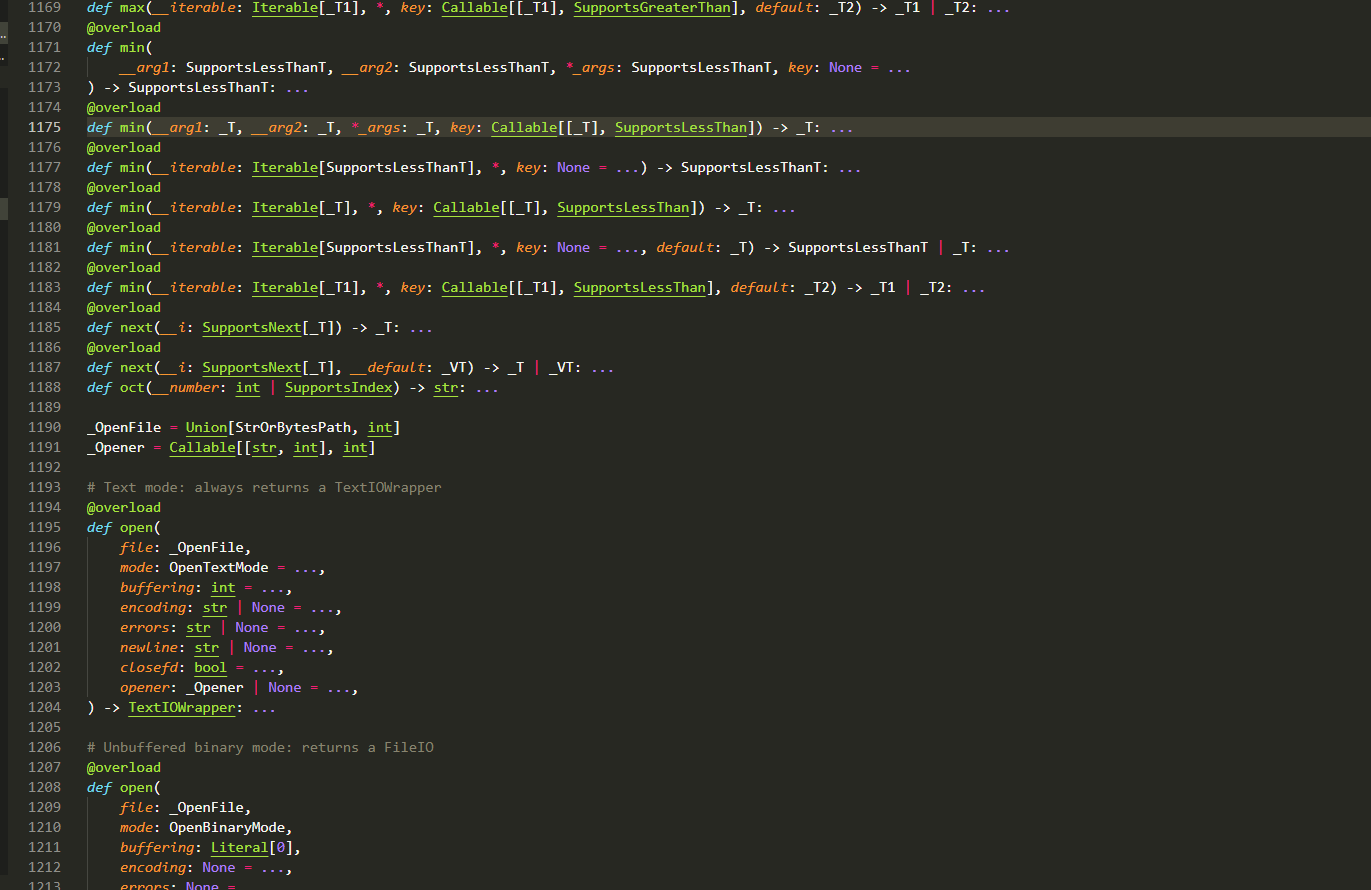 1169 def max(__iterable: Iterable[_T1], *, key: Callable[[_T1], SupportsGreaterThan], default: _T2) -> _T1 | _T2: ...
1170 @overload
1171 def min(
1172     __arg1: SupportsLessThanT, __arg2: SupportsLessThanT, *_args: SupportsLessThanT, key: None = ...
1173 ) -> SupportsLessThanT: ...
1174 @overload
1175 def min(__arg1: _T, __arg2: _T, *_args: _T, key: Callable[[_T], SupportsLessThan]) -> _T: ...
1176 @overload
1177 def min(__iterable: Iterable[SupportsLessThanT], *, key: None = ...) -> SupportsLessThanT: ...
1178 @overload
1179 def min(__iterable: Iterable[_T], *, key: Callable[[_T], SupportsLessThan]) -> _T: ...
1180 @overload
1181 def min(__iterable: Iterable[SupportsLessThanT], *, key: None = ..., default: _T) -> SupportsLessThanT | _T: ...
1182 @overload
1183 def min(__iterable: Iterable[_T1], *, key: Callable[[_T1], SupportsLessThan], default: _T2) -> _T1 | _T2: ...
1184 @overload
1185 def next(__i: SupportsNext[_T]) -> _T: ...
1186 @overload
1187 def next(__i: SupportsNext[_T], __default: _VT) -> _T | _VT: ...
1188 def oct(__number: int | SupportsIndex) -> str: ...
1189
1190 _OpenFile = Union[StrOrBytesPath, int]
1191 _Opener = Callable[[str, int], int]
1192
1193 # Text mode: always returns a TextIOWrapper
1194 @overload
1195 def open(
1196     file: _OpenFile,
1197     mode: OpenTextMode = ...,
1198     buffering: int = ...,
1199     encoding: str | None = ...,
1200     errors: str | None = ...,
1201     newline: str | None = ...,
1202     closefd: bool = ...,
1203     opener: _Opener | None = ...,
1204 ) -> TextIOWrapper: ...
1205
1206 # Unbuffered binary mode: returns a FileIO
1207 @overload
1208 def open(
1209     file: _OpenFile,
1210     mode: OpenBinaryMode,
1211     buffering: Literal[0],
1212     encoding: None = ...,
1213     errors: None =